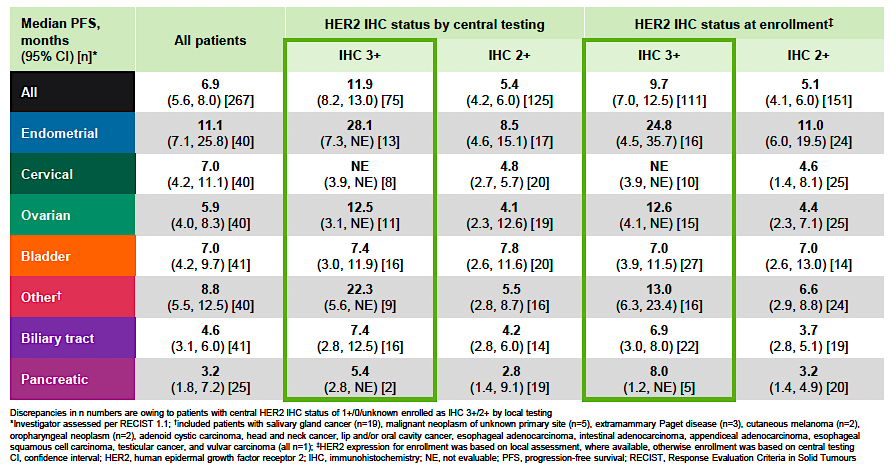 Median PFS, months (95% CI) [n]* All patients HER2 IHC status by central testing HER2 IHC status at enrollment‡
IHC 3+ IHC 2+ IHC 3+ IHC 2+
All 6.9 11.9 5.4 9.7 5.1
(5.6, 8.0) [267] (8.2, 13.0) [75] (4.2, 6.0) [125] (7.0, 12.5) [111] (4.1, 6.0) [151]
Endometrial 11.1 28.1 8.5 24.8 11.0
(7.1, 25.8) [40] (7.3, NE) [13] (4.6, 15.1) [17] (4.5, 35.7) [16] (6.0, 19.5) [24]
Cervical 7.0 NE 4.8 NE 4.6
(4.2, 11.1) [40] (3.9, NE) [8] (2.7, 5.7) [20] (3.9, NE) [10] (1.4, 8.1) [25]
Ovarian 5.9 12.5 4.1 12.6 4.4
(4.0, 8.3) [40] (3.1, NE) [11] (2.3, 12.6) [19] (4.1, NE) [15] (2.3, 7.1) [25]
Bladder 7.0 7.4 7.8 7.0 7.0
(4.2, 9.7) [41] (3.0, 11.9) [16] (2.6, 11.6) [20] (3.9, 11.5) [27] (2.6, 13.0) [14]
Other† 8.8 22.3 5.5 13.0 6.6
(5.5, 12.5) [40] (5.6, NE) [9] (2.8, 8.7) [16] (6.3, 23.4) [16] (2.9, 8.8) [24]
Biliary tract 4.6 7.4 4.2 6.9 3.7
(3.1, 6.0) [41] (2.8, 12.5) [16] (2.8, 6.0) [14] (3.0, 8.0) [22] (2.8, 5.1) [19]
Pancreatic 3.2 5.4 2.8 8.0 3.2
(1.8, 7.2) [25] (2.8, NE) [2] (1.4, 9.1) [19] (1.2, NE) [5] (1.4, 4.9) [20]
Discrepancies in n numbers are owing to patients with central HER2 IHC status of 1+/0/unknown enrolled as IHC 3+/2+ by local testing
*Investigator assessed per RECIST 1.1; †included patients with salivary gland cancer (n=19), malignant neoplasm of unknown primary site (n=5), extramammary Paget disease (n=3), cutaneous melanoma (n=2),
oropharyngeal neoplasm (n=2), adenoid cystic carcinoma, head and neck cancer, lip and/or oral cavity cancer, esophageal adenocarcinoma, intestinal adenocarcinoma, appendiceal adenocarcinoma, esophageal
squamous cell carcinoma, testicular cancer, and vulvar carcinoma (all n=1); ‡HER2 expression for enrollment was based on local assessment, where available, otherwise enrollment was based on central testing
CI, confidence interval; HER2, human epidermal growth factor receptor 2; IHC, immunohistochemistry; NE, not evaluable; PFS, progression-free survival; RECIST, Response Evaluation Criteria in Solid Tumours